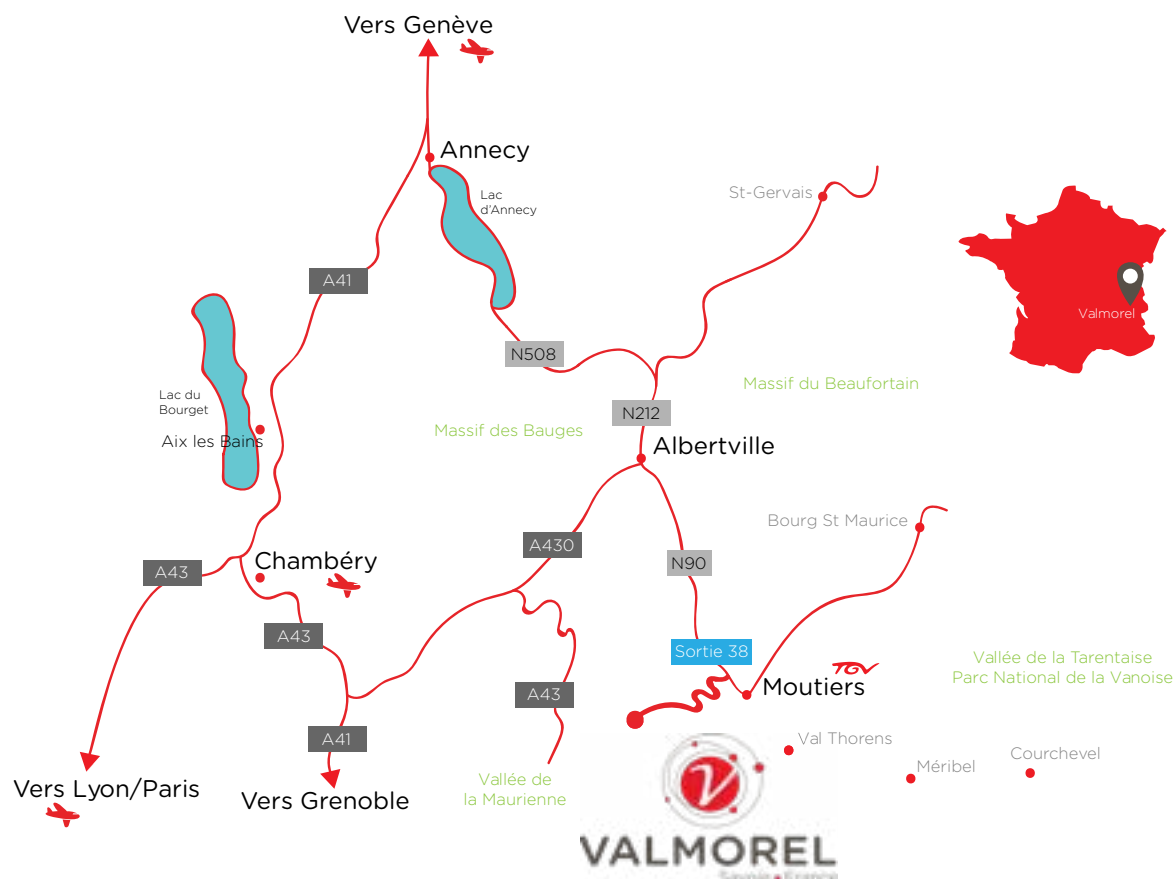 Vers Genève
Annecy
Lac
d'Annecy
St-Gervais
A41
Valmorel
N508
Massif du Beaufortain
Lac du
Bourget
N212
Massif des Bauges
Aix les Bains
Albertville
Bourg St Maurice
A430
Chambéry
N90
A43
A43
Sortie 38
TGV
Vallée de la Tarentaise
Parc National de la Vanoise
Moutiers
A43
A41
Val Thorens
Courchevel
Méribel
Vers Lyon/Paris
Vers Grenoble
Vallée de
la Maurienne
V
VALMOREL
Savoie France